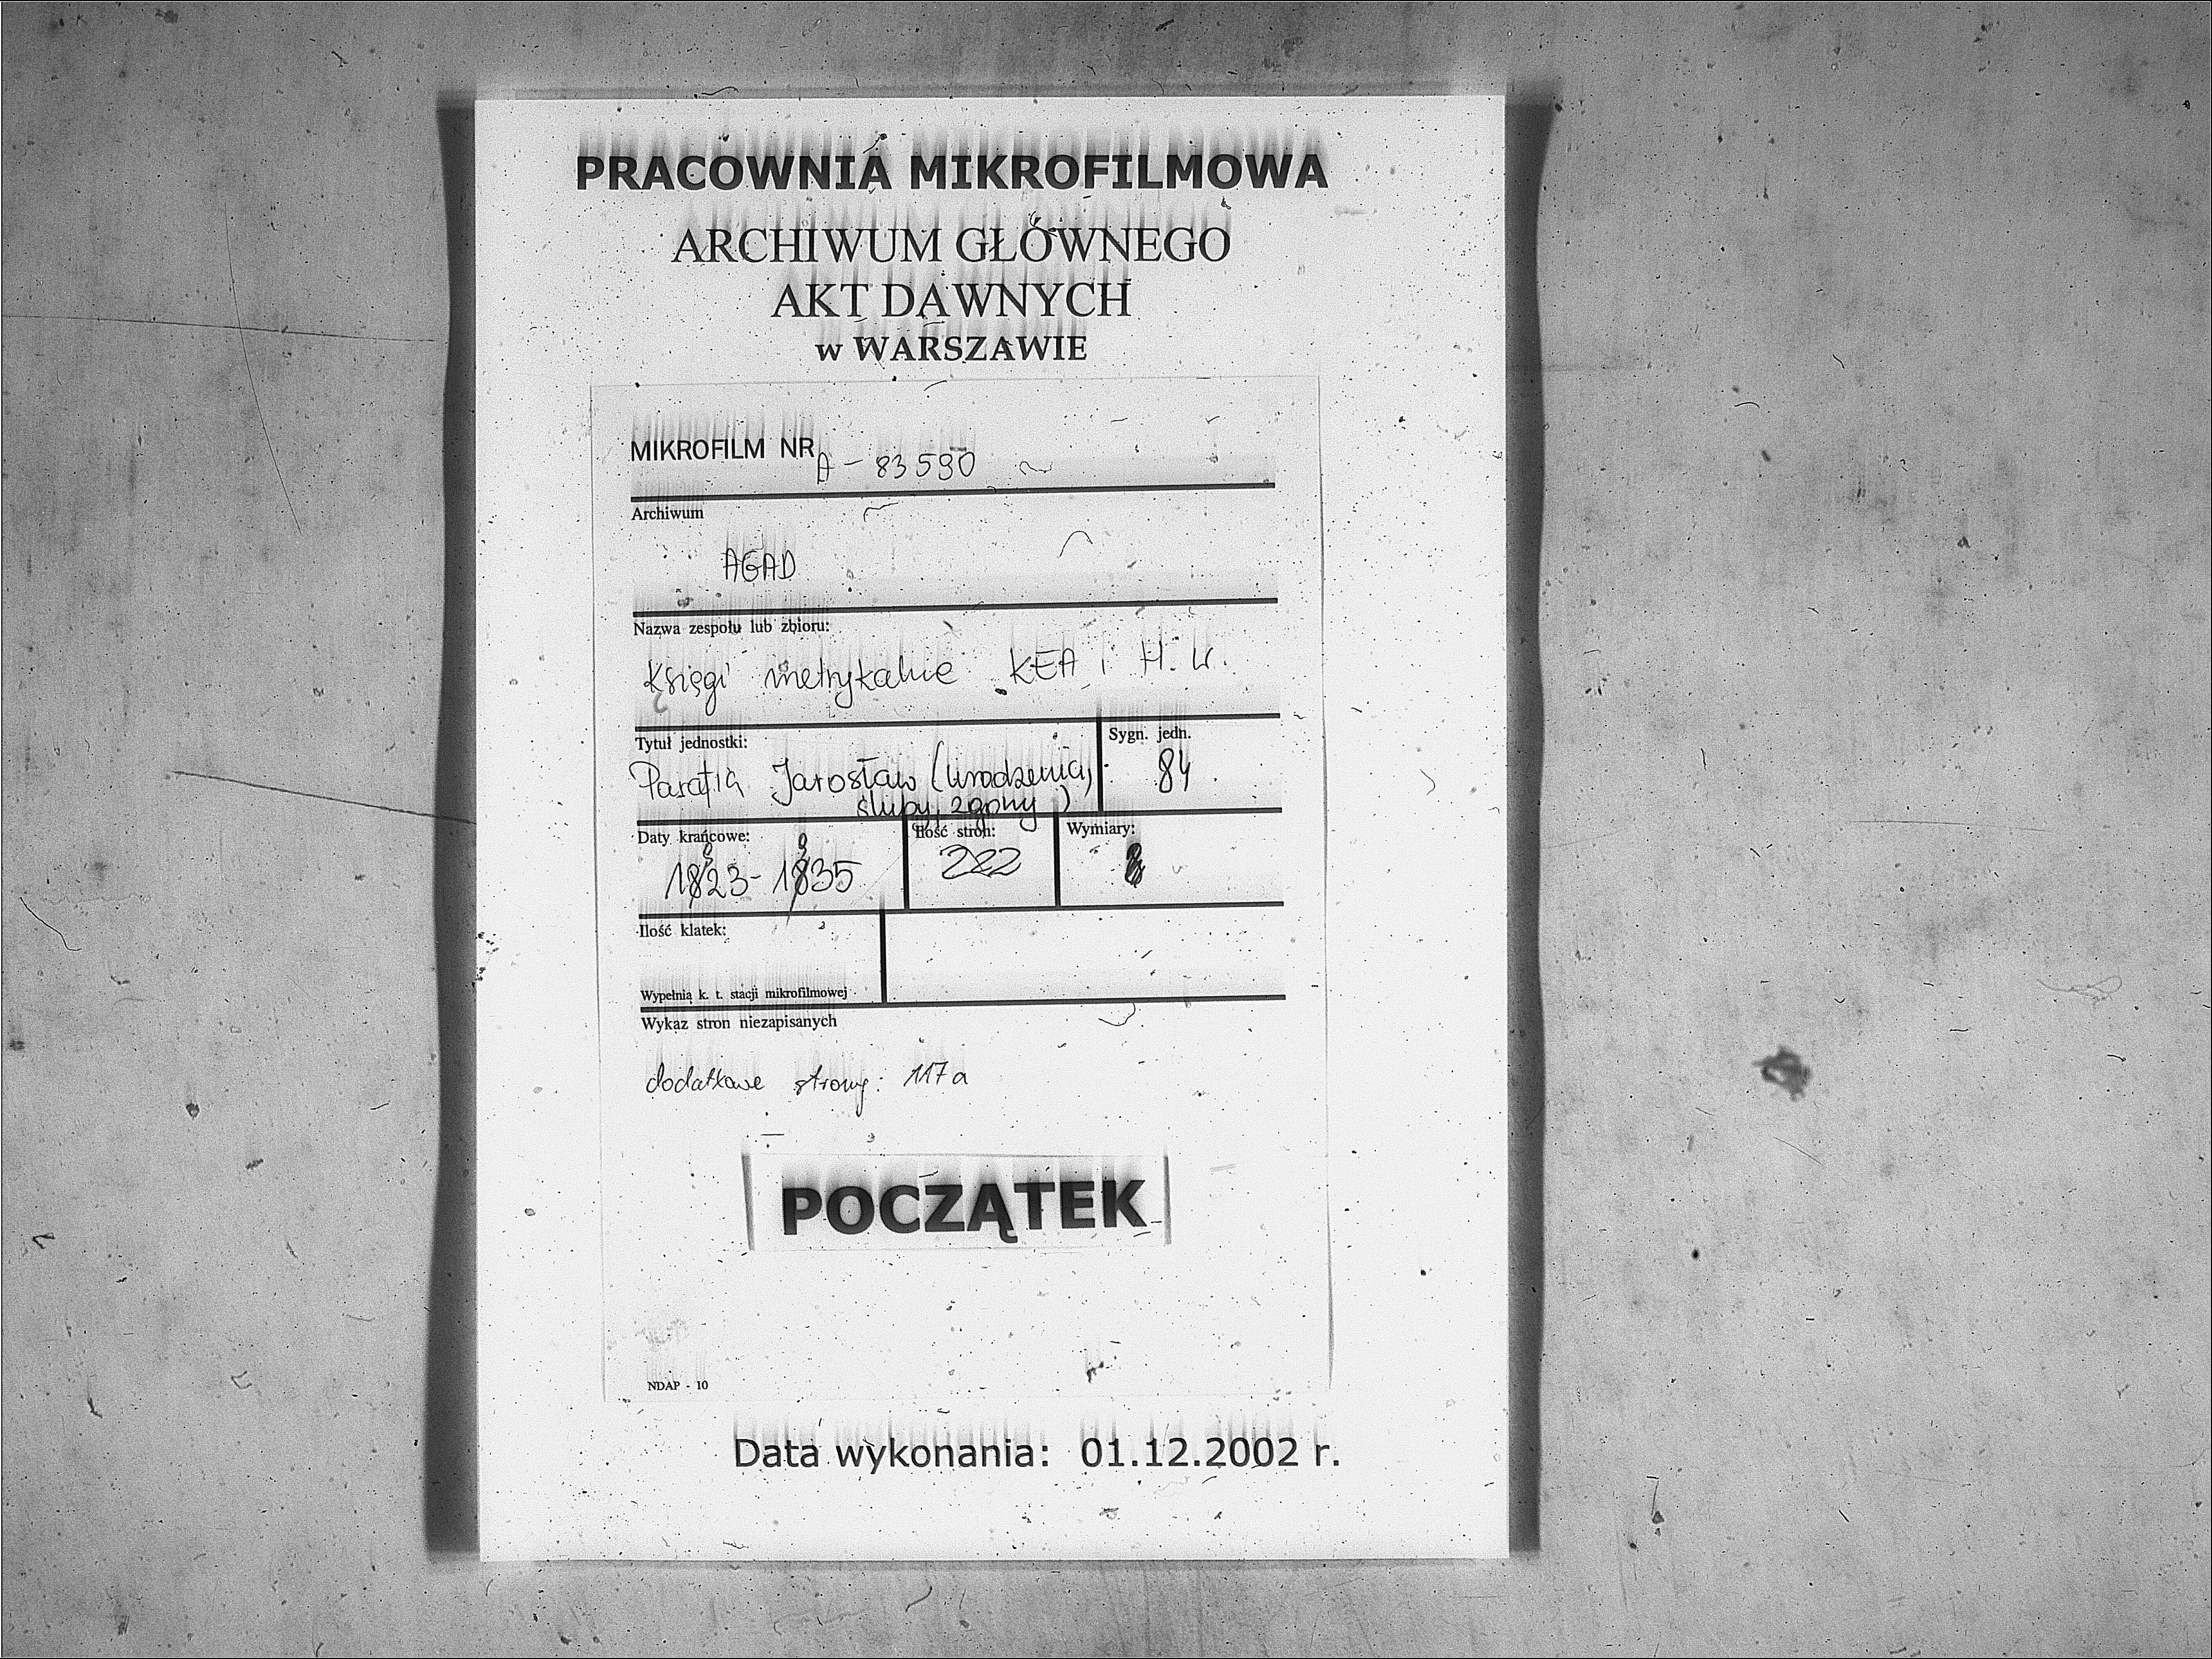 PRACOWNIA MIKROFILMOWA
ARCHIWUM GŁÓWNEGO
AKT DAWNYCH
w WARSZAWIE
MIKROFILM NR A - 83590
Archiwum
AGAD
Nazwa zespołu lub zbioru:
Księgi metrykalne KEA i H. Ł.
Tytuł jednostki:
Sygn. jedn.
Parafia Jarosław (urodzenia,
84
śluby, zgony)
Daty krańcowe:
Ilość stron:
Wymiary:
1823 - 1835
222
Ilość klatek:
Wypełnia k. t. stacji mikrofilmowej
Wykaz stron niezapisanych
dodatkowe strony: 117a
POCZĄTEK
NDAP - 10
Data wykonania: 01.12.2002 r.